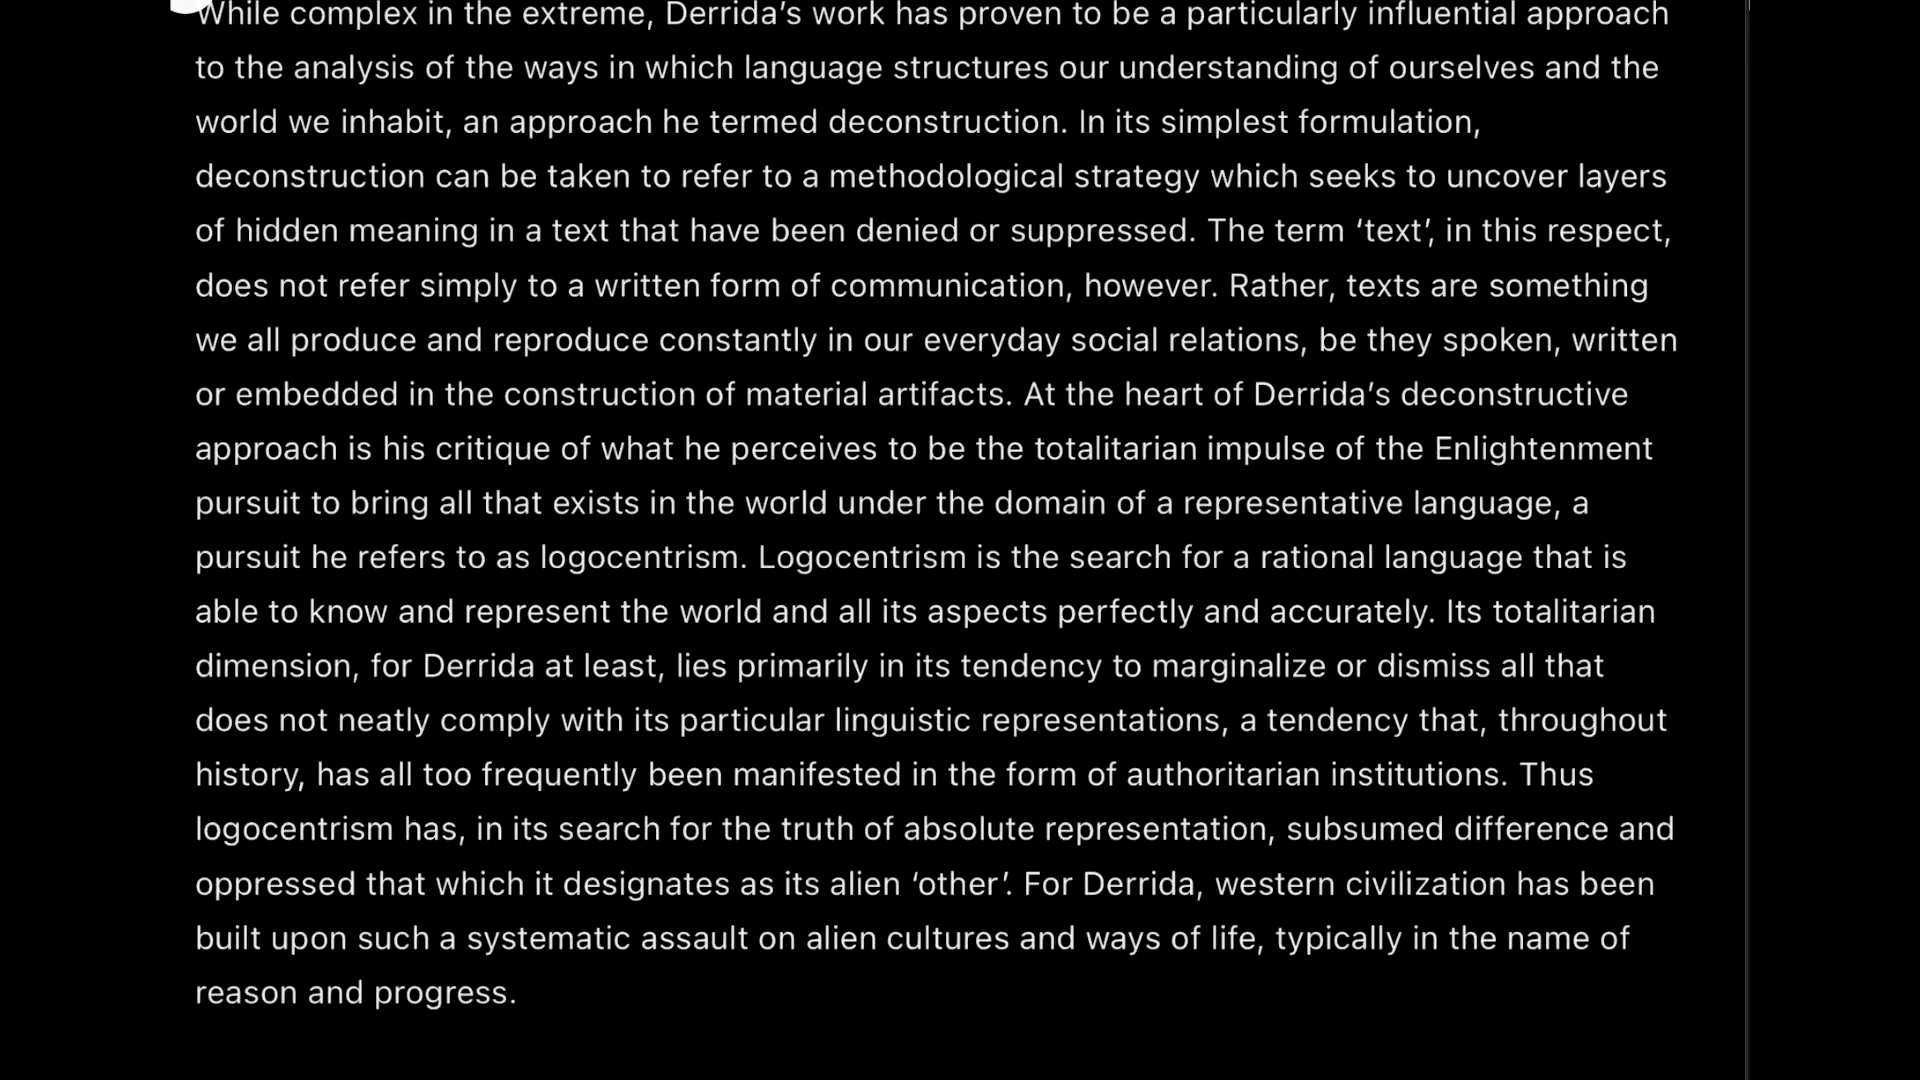 While complex in the extreme, Derrida’s work has proven to be a particularly influential approach
to the analysis of the ways in which language structures our understanding of ourselves and the
world we inhabit, an approach he termed deconstruction. In its simplest formulation,
deconstruction can be taken to refer to a methodological strategy which seeks to uncover layers
of hidden meaning in a text that have been denied or suppressed. The term ‘text’, in this respect,
does not refer simply to a written form of communication, however. Rather, texts are something
we all produce and reproduce constantly in our everyday social relations, be they spoken, written
or embedded in the construction of material artifacts. At the heart of Derrida’s deconstructive
approach is his critique of what he perceives to be the totalitarian impulse of the Enlightenment
pursuit to bring all that exists in the world under the domain of a representative language, a
pursuit he refers to as logocentrism. Logocentrism is the search for a rational language that is
able to know and represent the world and all its aspects perfectly and accurately. Its totalitarian
dimension, for Derrida at least, lies primarily in its tendency to marginalize or dismiss all that
does not neatly comply with its particular linguistic representations, a tendency that, throughout
history, has all too frequently been manifested in the form of authoritarian institutions. Thus
logocentrism has, in its search for the truth of absolute representation, subsumed difference and
oppressed that which it designates as its alien ‘other’. For Derrida, western civilization has been
built upon such a systematic assault on alien cultures and ways of life, typically in the name of
reason and progress.